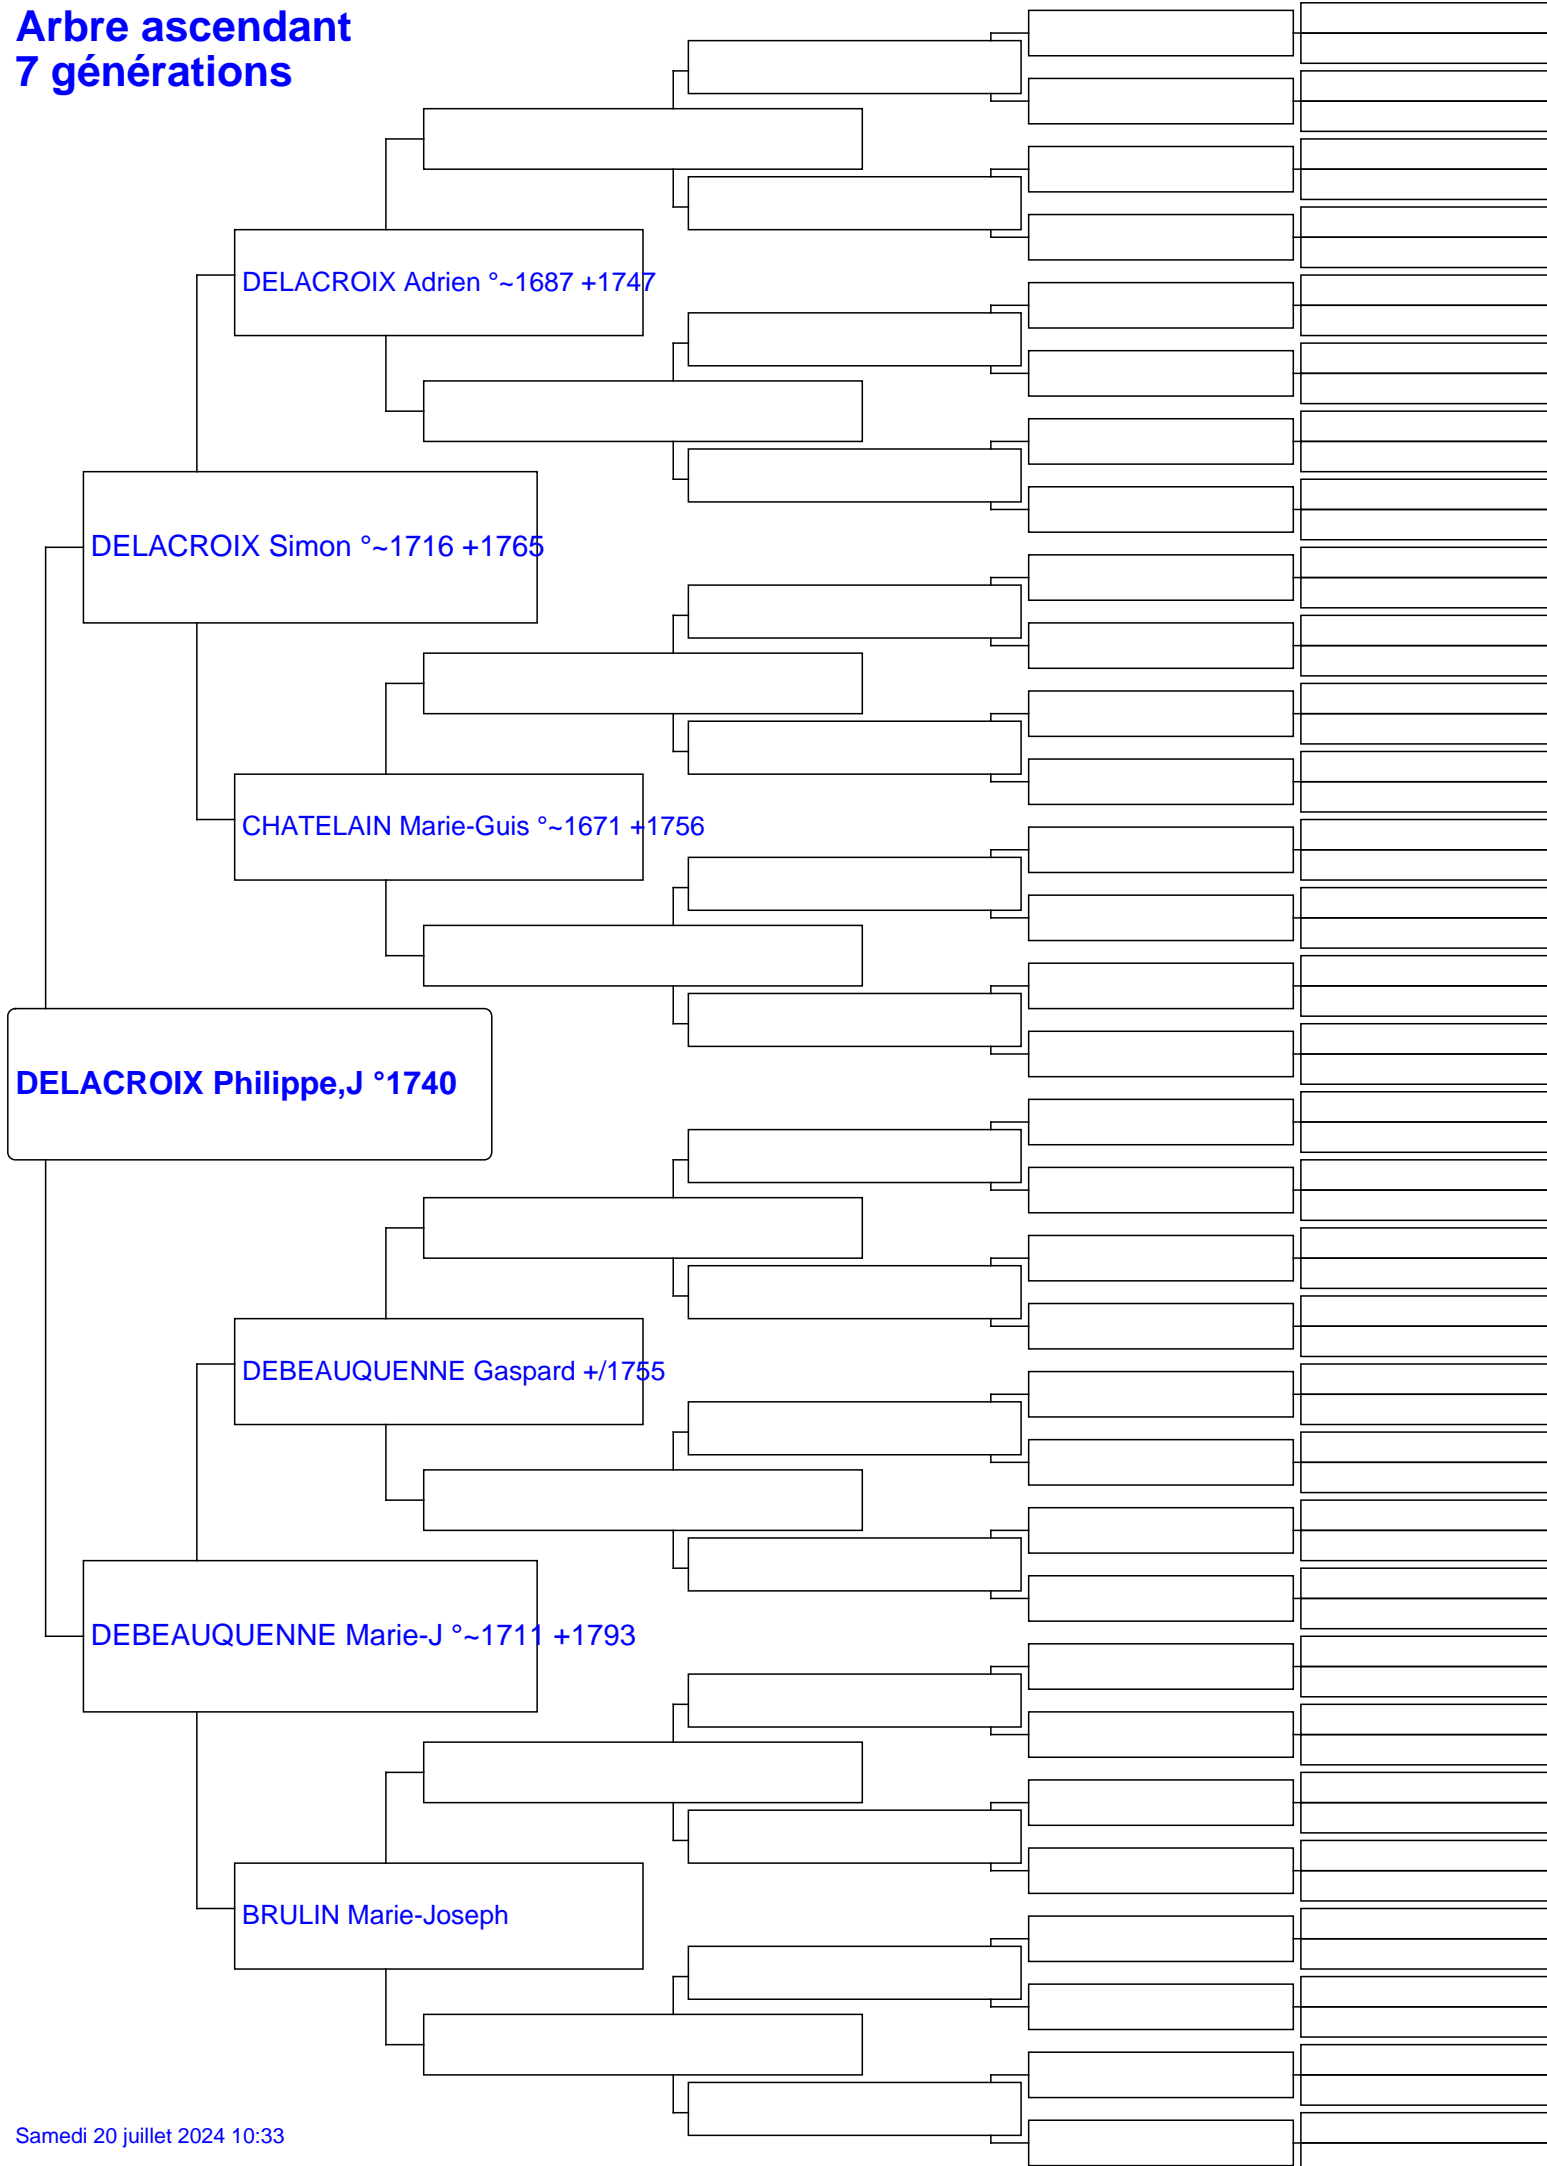 Arbre ascendant
7 générations
DELACROIX Adrien °~1687 +1747
DELACROIX Simon °~1716 +1765
CHATELAIN Marie-Guis °~1671 +1756
DELACROIX Philippe,J °1740
DEBEAUQUENNE Gaspard +/1755
DEBEAUQUENNE Marie-J °~1711 +1793
BRULIN Marie-Joseph
Samedi 20 juillet 2024 10:33